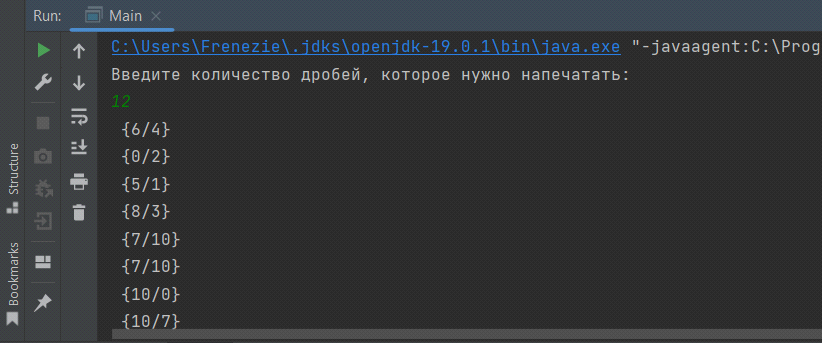 Run:
Main
C:\Users\Frenezie\.jdks\openjdk-19.0.1\bin\java.exe "-javaagent:C:\Prog
Введите количество дробей, которое нужно напечатать:
12
{6/4}
{0/2}
{5/1}
{8/3}
{7/10}
{7/10}
{10/0}
{10/7}
Structure
Bookmarks